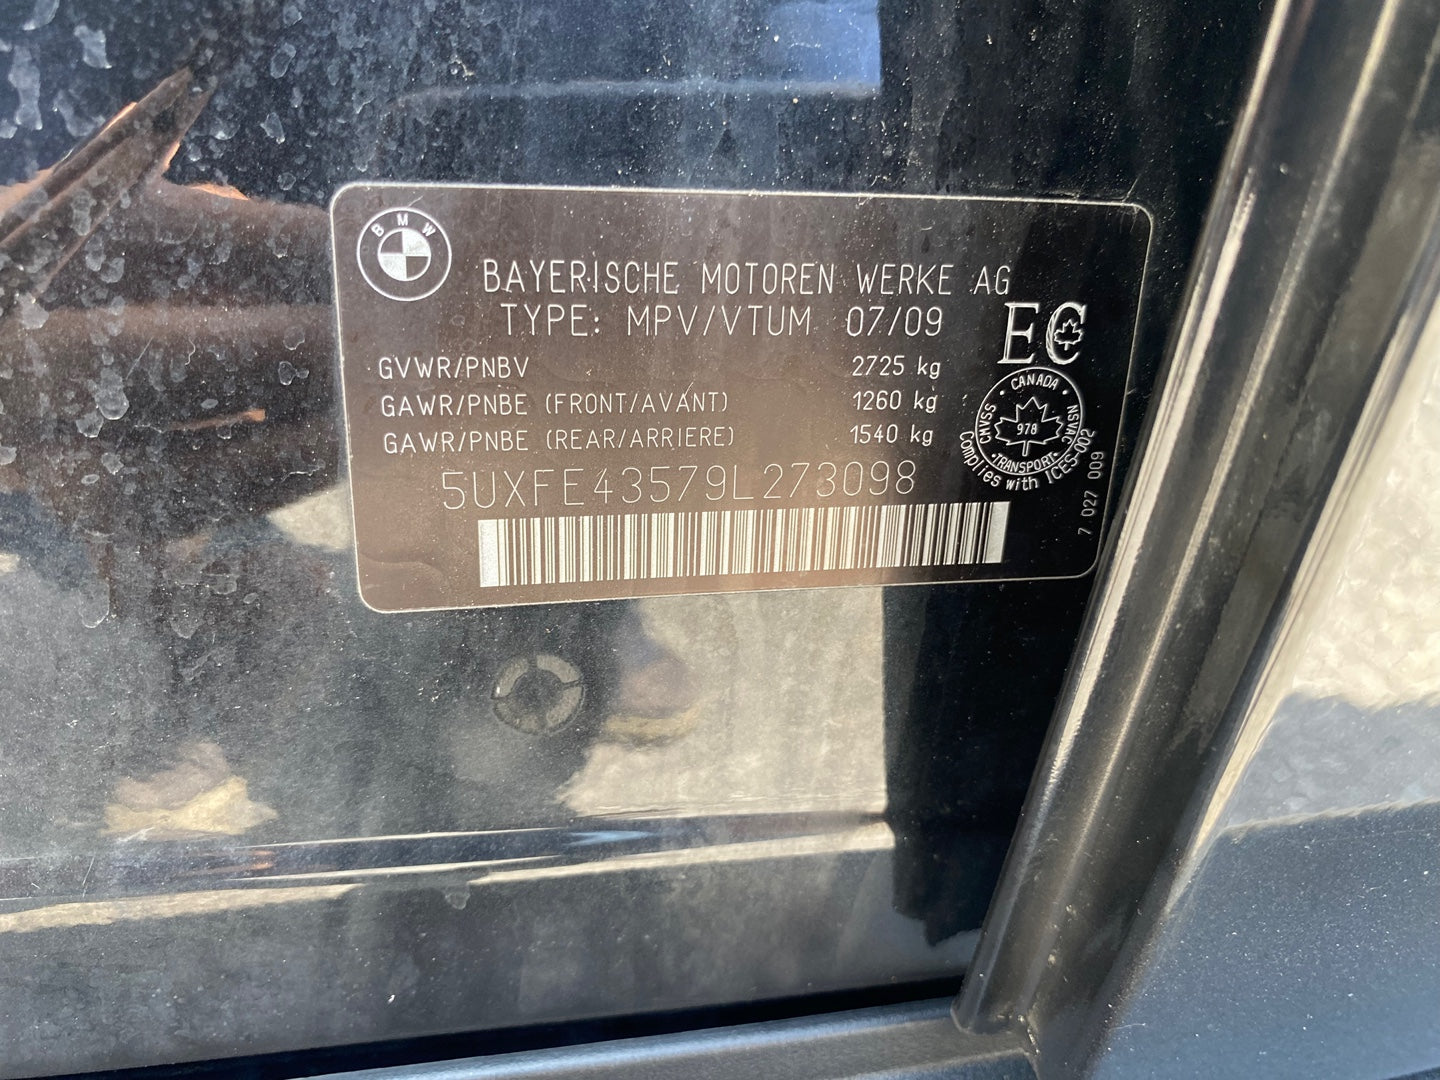 BMW
BAYERISCHE MOTOREN WERKE AG
TYPE: MPV/VTUM 07/09
EC
GVWR/PNBV 2725 kg
GAWR/PNBE (FRONT/AVANT) 1260 kg
GAWR/PNBE (REAR/ARRIERE) 1540 kg
5UXFE43579L273098
CANADA
CMVSS
978
NSVAC
TRANSPORT
Complies with ICES-002
7 027 009